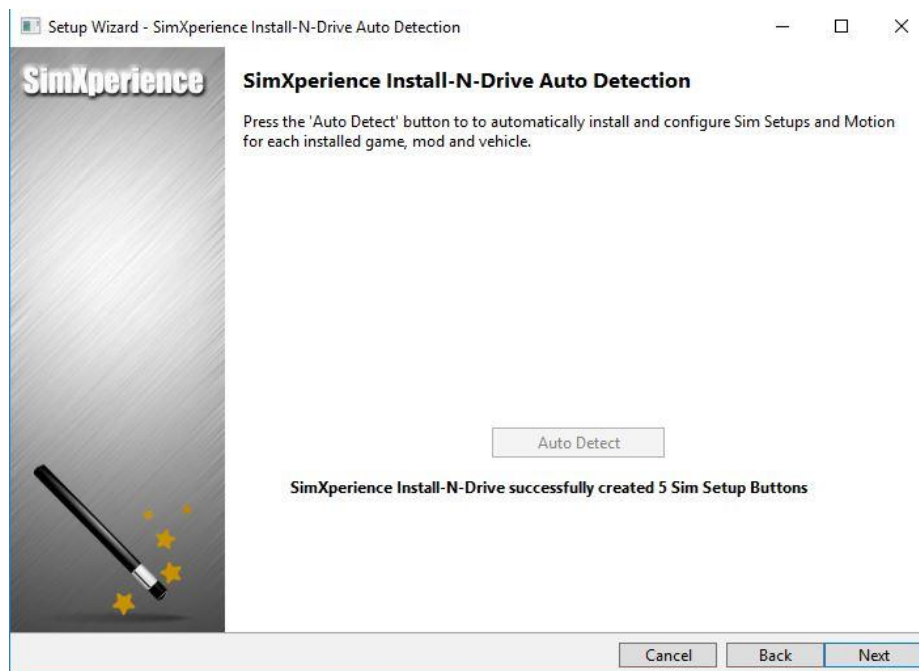 Setup Wizard - SimXperience Install-N-Drive Auto Detection
SimXperience
SimXperience Install-N-Drive Auto Detection
Press the 'Auto Detect' button to to automatically install and configure Sim Setups and Motion
for each installed game, mod and vehicle.
Auto Detect
SimXperience Install-N-Drive successfully created 5 Sim Setup Buttons
Cancel Back Next